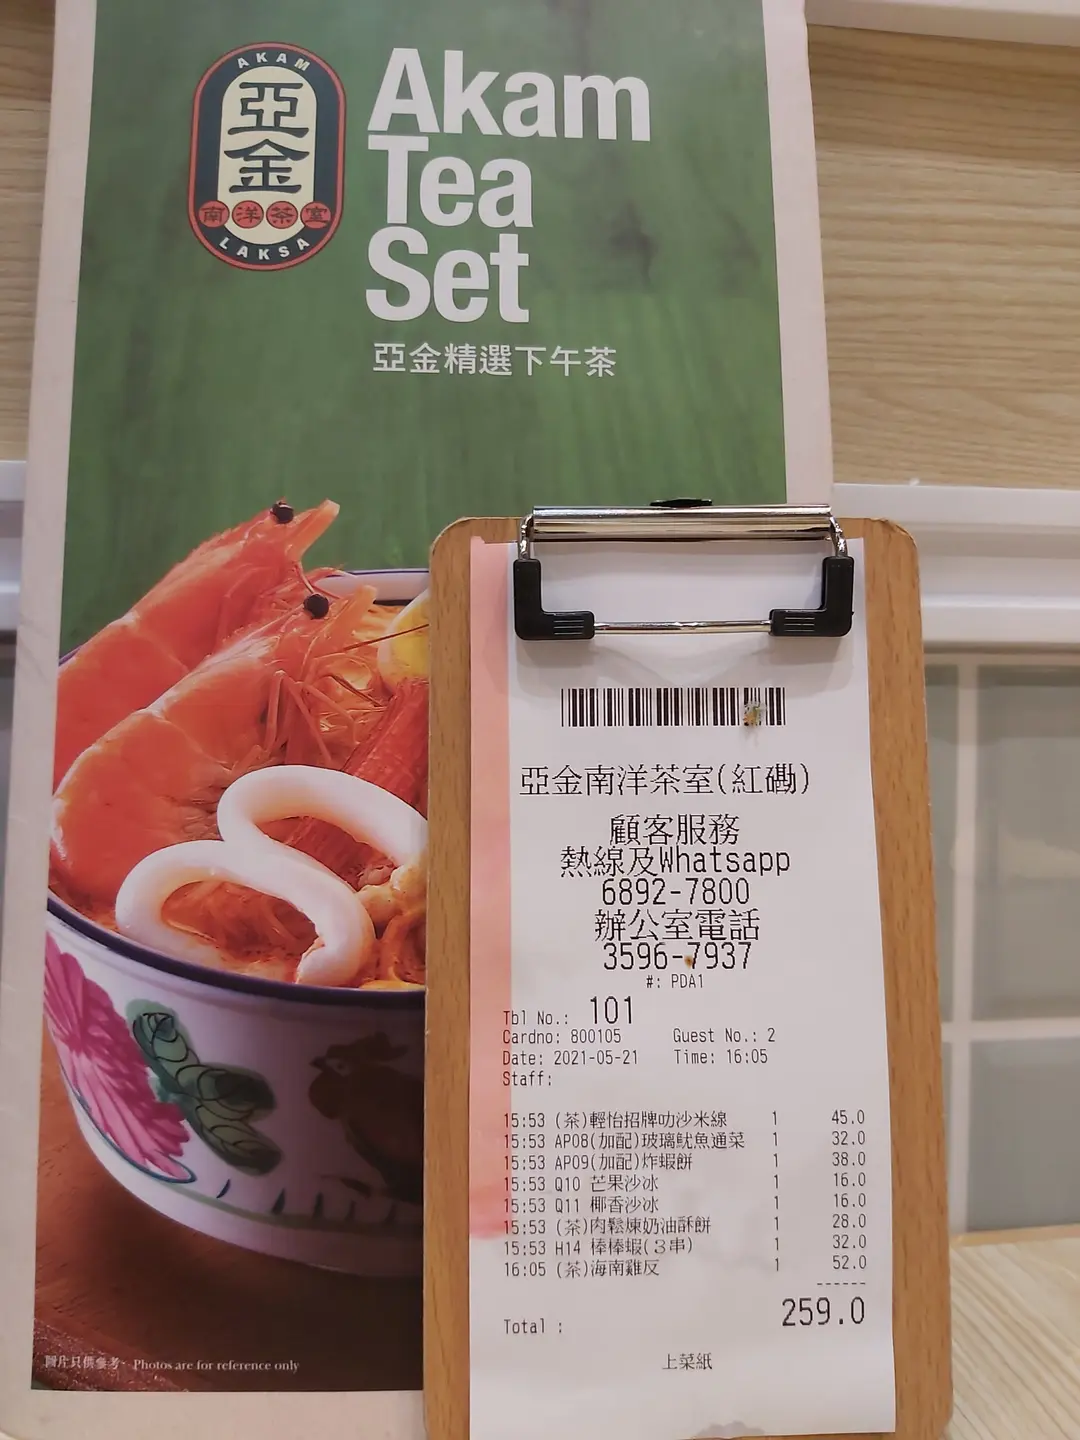 AKAM
亞金
南洋茶室
LAKSA
Akam
Tea
Set
亞金精選下午茶
亞金南洋茶室(紅磡)
顧客服務
熱線及Whatsapp
6892-7800
辦公室電話
3596-7937
#: PDA1
Tbl No.: 101
Cardno: 800105 Guest No.: 2
Date: 2021-05-21 Time: 16:05
Staff:
15:53 (茶)輕怡招牌叻沙米線 1 45.0
15:53 AP08(加配)玻璃魷魚通菜 1 32.0
15:53 AP09(加配)炸蝦餅 1 38.0
15:53 Q10 芒果沙冰 1 16.0
15:53 Q11 椰香沙冰 1 16.0
15:53 (茶)肉鬆煉奶油酥餅 1 28.0
15:53 H14 棒棒蝦(3串) 1 32.0
16:05 (茶)海南雞反 1 52.0
------
Total : 259.0
上菜紙
圖片只供參考。 Photos are for reference only